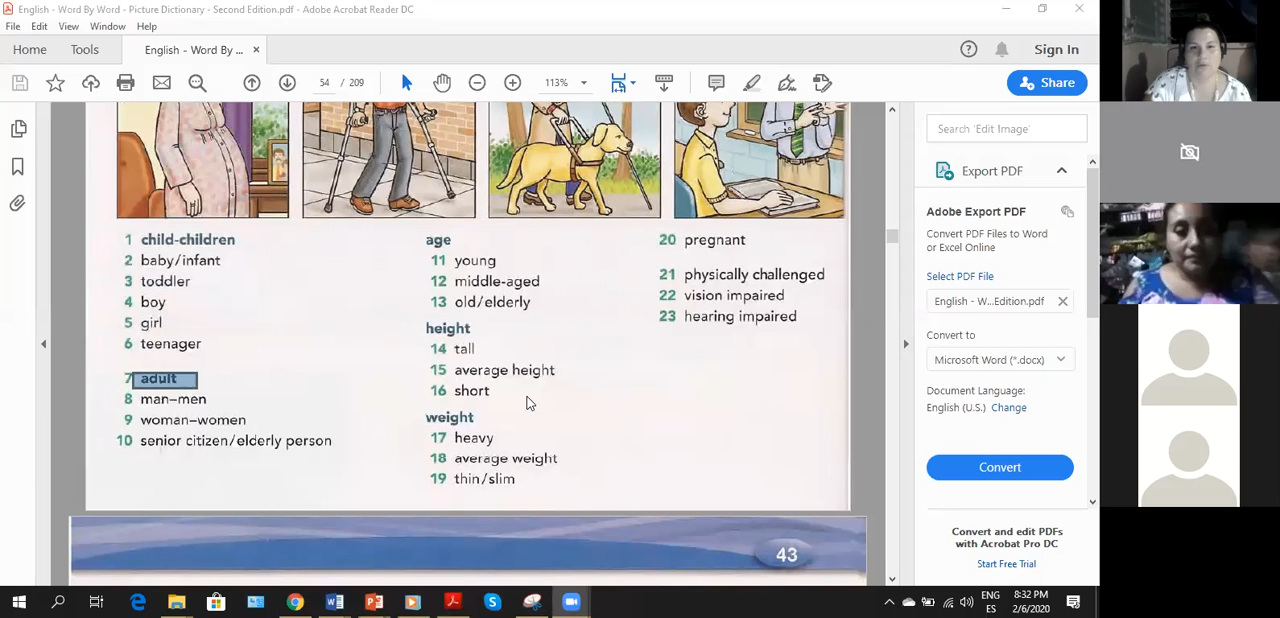 English - Word By Word - Picture Dictionary - Second Edition.pdf - Adobe Acrobat Reader DC
File Edit View Window Help
Home Tools English - Word By ... × Sign In
54 / 209 113% Share
Search 'Edit Image'
Export PDF
Adobe Export PDF
Convert PDF Files to Word
or Excel Online
Select PDF File
English - W...Edition.pdf
Convert to
Microsoft Word (*.docx)
Document Language:
English (U.S.) Change
Convert
Convert and edit PDFs
with Acrobat Pro DC
Start Free Trial
1 child-children
2 baby/infant
3 toddler
4 boy
5 girl
6 teenager
7 adult
8 man–men
9 woman–women
10 senior citizen/elderly person
age
11 young
12 middle-aged
13 old/elderly
height
14 tall
15 average height
16 short
weight
17 heavy
18 average weight
19 thin/slim
20 pregnant
21 physically challenged
22 vision impaired
23 hearing impaired
43
ENG
ES
8:32 PM
2/6/2020